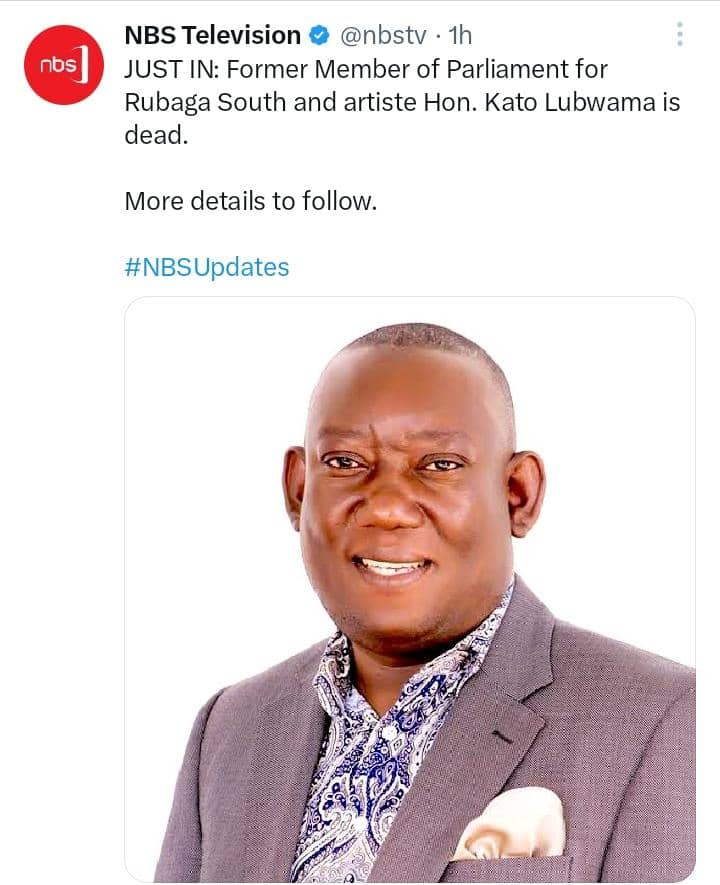 nbs
NBS Television @nbstv · 1h
JUST IN: Former Member of Parliament for
Rubaga South and artiste Hon. Kato Lubwama is
dead.
More details to follow.
#NBSUpdates